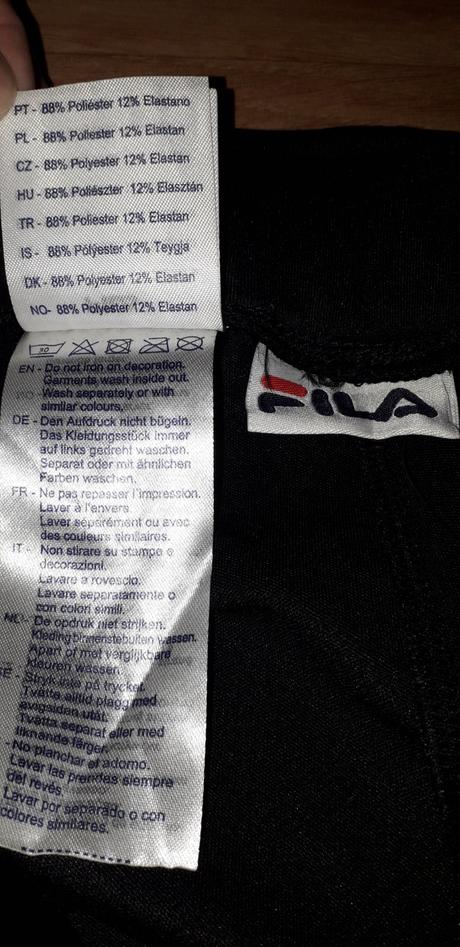 PT - 88% Poliéster 12% Elastano
PL - 88% Poliester 12% Elastan
CZ - 88% Polyester 12% Elastan
HU - 88% Poliészter 12% Elasztán
TR - 88% Poliester 12% Elastan
IS - 88% Pólýester 12% Teygja
DK - 88% Polyester 12% Elastan
NO- 88% Polyester 12% Elastan
30
EN - Do not iron on decoration.
Garments wash inside out.
Wash separately or with
similar colours.
DE - Den Aufdruck nicht bügeln.
Das Kleidungsstück immer
auf links gedreht waschen.
Separat oder mit ähnlichen
Farben waschen.
FR - Ne pas repasser l'impression.
Laver à l'envers.
Laver séparément ou avec
des couleurs similaires.
IT - Non stirare su stampe o
decorazioni.
Lavare a rovescio.
Lavare separatamente o
con colori simili.
NL - De opdruk niet strijken.
Kleding binnenstebuiten wassen.
Apart of met verglijkbare
kleuren wassen.
SE - Stryk inte på trycket.
Tvätta alltid plagg med
avigsidan utåt.
Tvätta separat eller med
liknande färger.
- No planchar el adorno.
Lavar las prendas siempre
del revés.
Lavar por separado o con
colores similares.
FILA